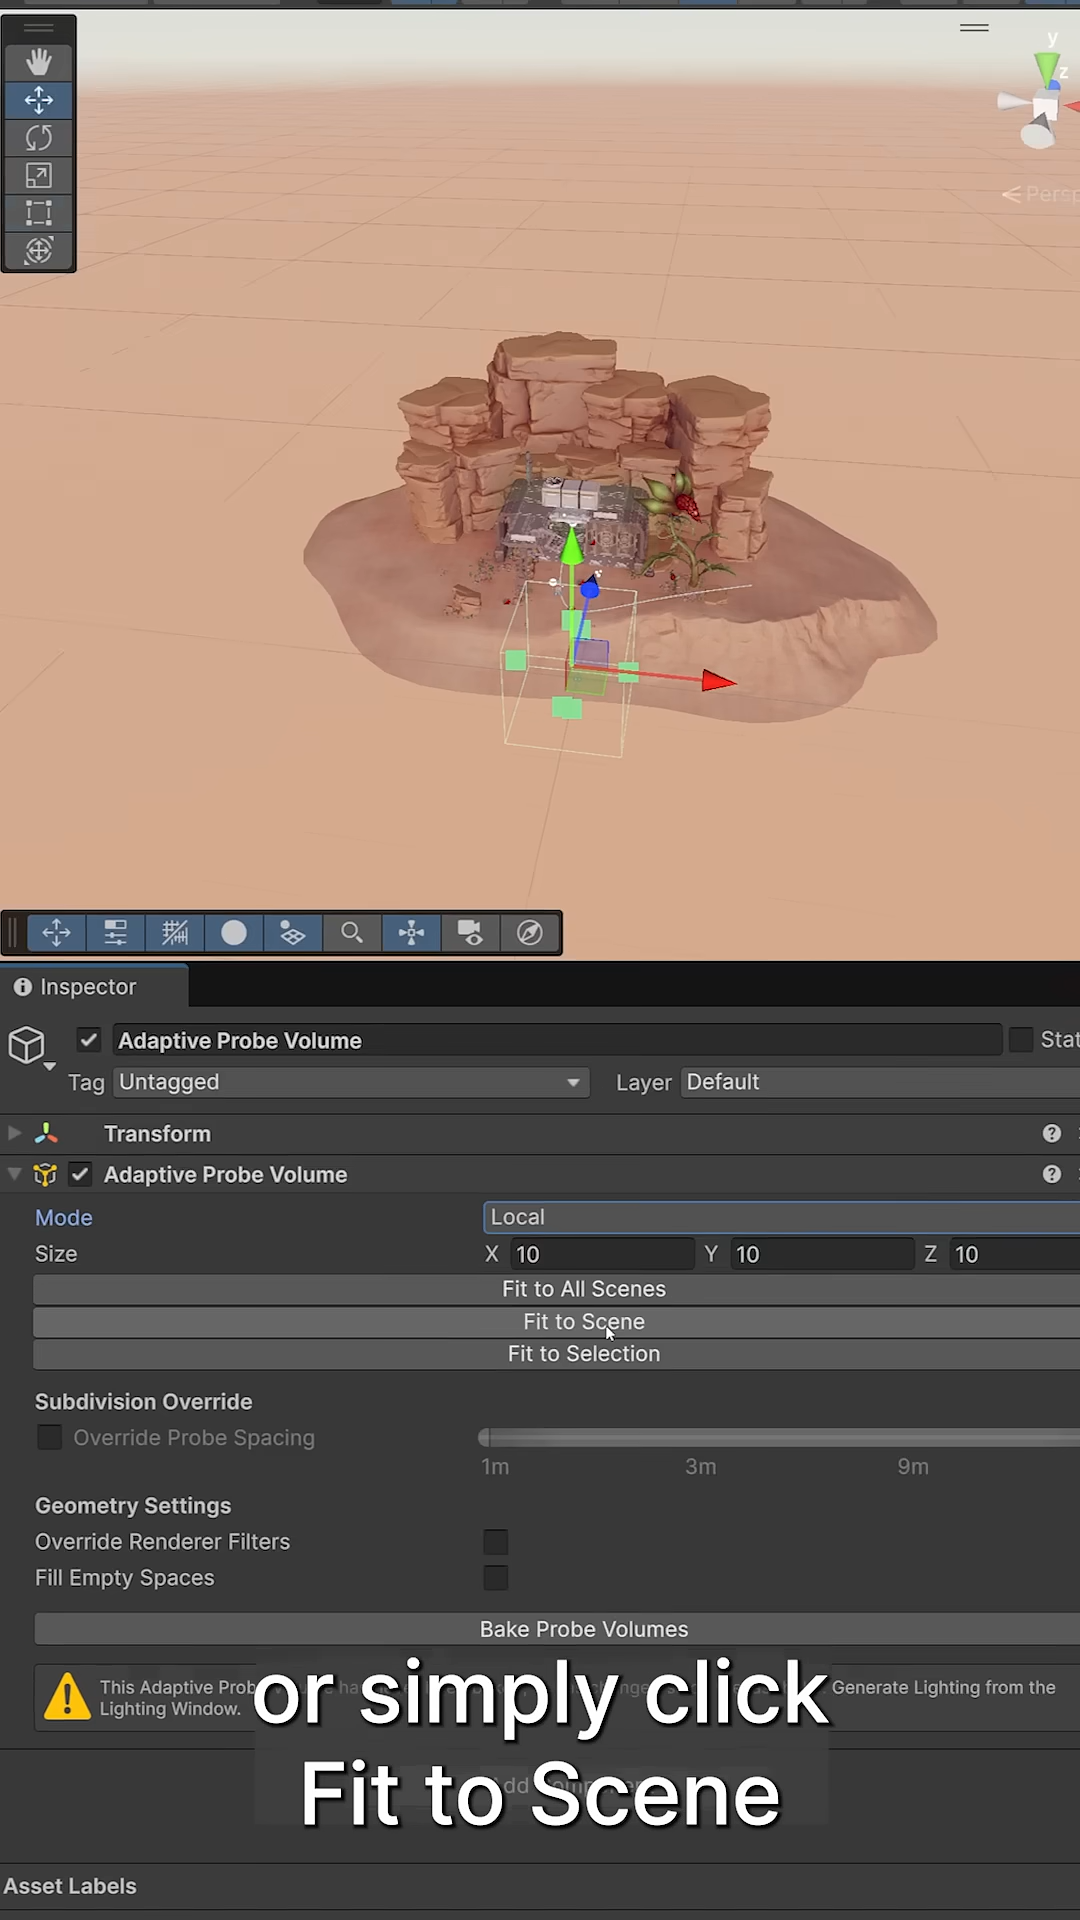 y
z
Persp
Inspector
Adaptive Probe Volume
Stat
Tag Untagged Layer Default
Transform
Adaptive Probe Volume
Mode Local
Size X 10 Y 10 Z 10
Fit to All Scenes
Fit to Scene
Fit to Selection
Subdivision Override
Override Probe Spacing
1m 3m 9m
Geometry Settings
Override Renderer Filters
Fill Empty Spaces
Bake Probe Volumes
This Adaptive Generate Lighting from the
Lighting Window.
or simply click
Fit to Scene
Asset Labels